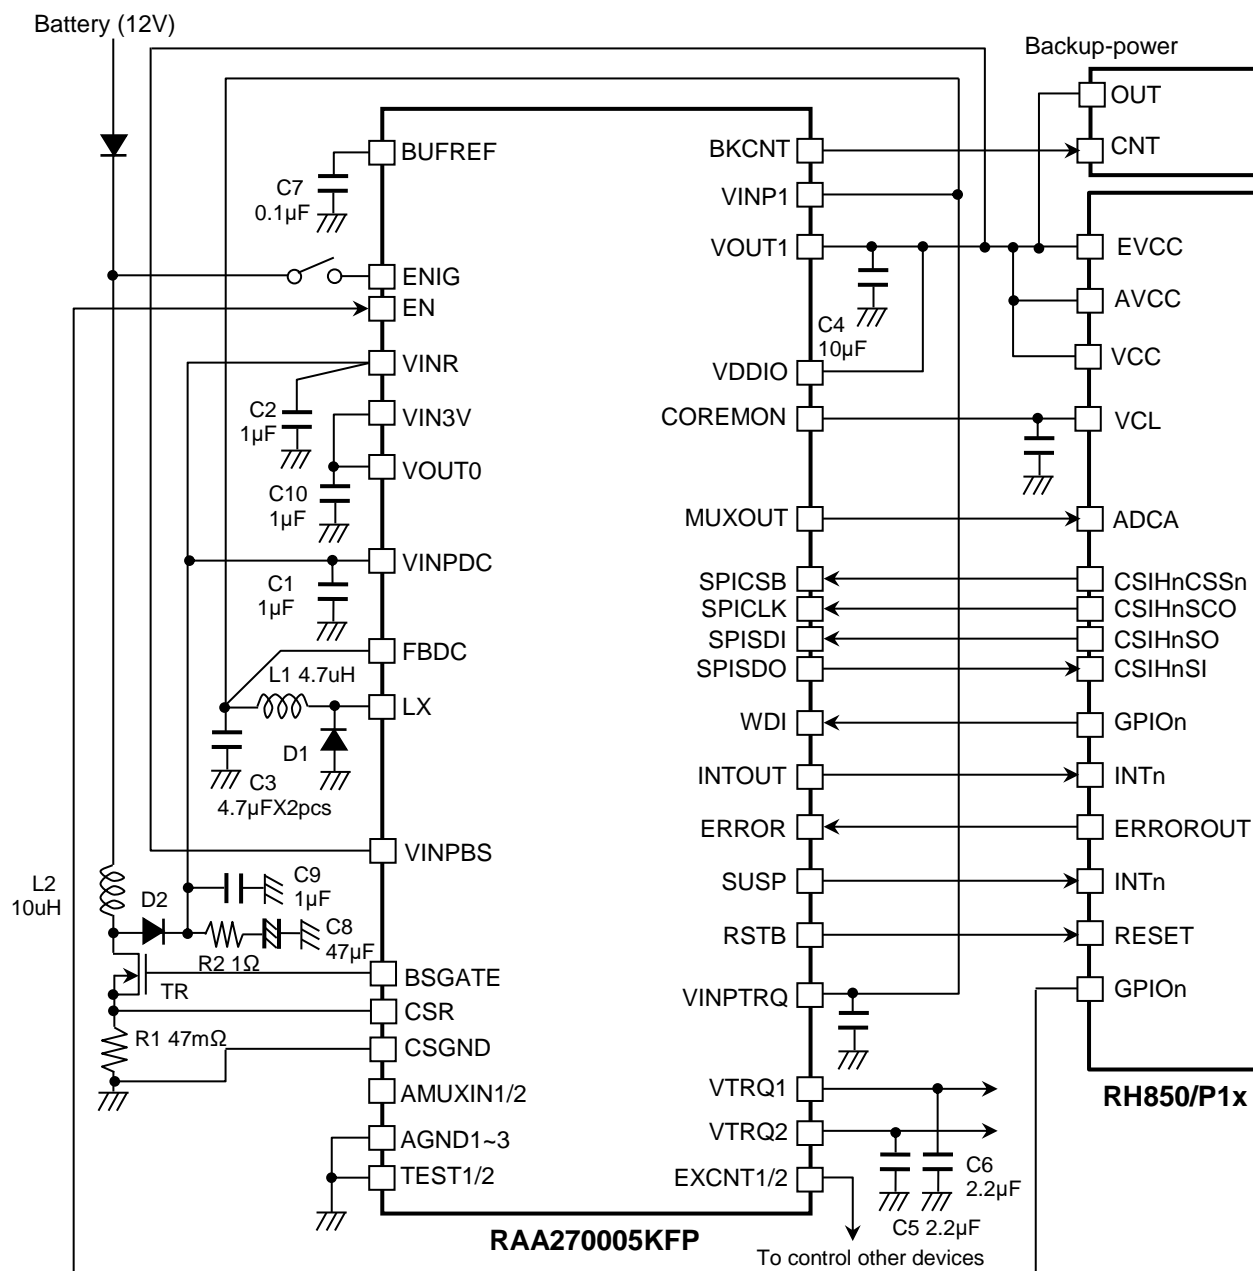 Battery (12V)
Backup-power
OUT
CNT
BUFREF
C7
0.1µF
BKCNT
VINP1
VOUT1
EVCC
ENIG
EN
AVCC
C4
10µF
VINR
VDDIO
VCC
C2
1µF
VIN3V
COREMON
VCL
VOUT0
C10
1µF
MUXOUT
ADCA
VINPDC
C1
1µF
SPICSB
CSIHnCSSn
SPICLK
CSIHnSCO
SPISDI
CSIHnSO
FBDC
L1 4.7uH
SPISDO
CSIHnSI
LX
WDI
GPIOn
D1
C3
4.7µFX2pcs
INTOUT
INTn
ERROR
ERROROUT
VINPBS
L2
10uH
D2
C9
1µF
SUSP
INTn
C8
47µF
RSTB
RESET
R2 1Ω
BSGATE
TR
VINPTRQ
GPIOn
CSR
R1 47mΩ
CSGND
AMUXIN1/2
VTRQ1
RH850/P1x
AGND1~3
VTRQ2
TEST1/2
EXCNT1/2
C6
2.2µF
C5 2.2µF
RAA270005KFP
To control other devices